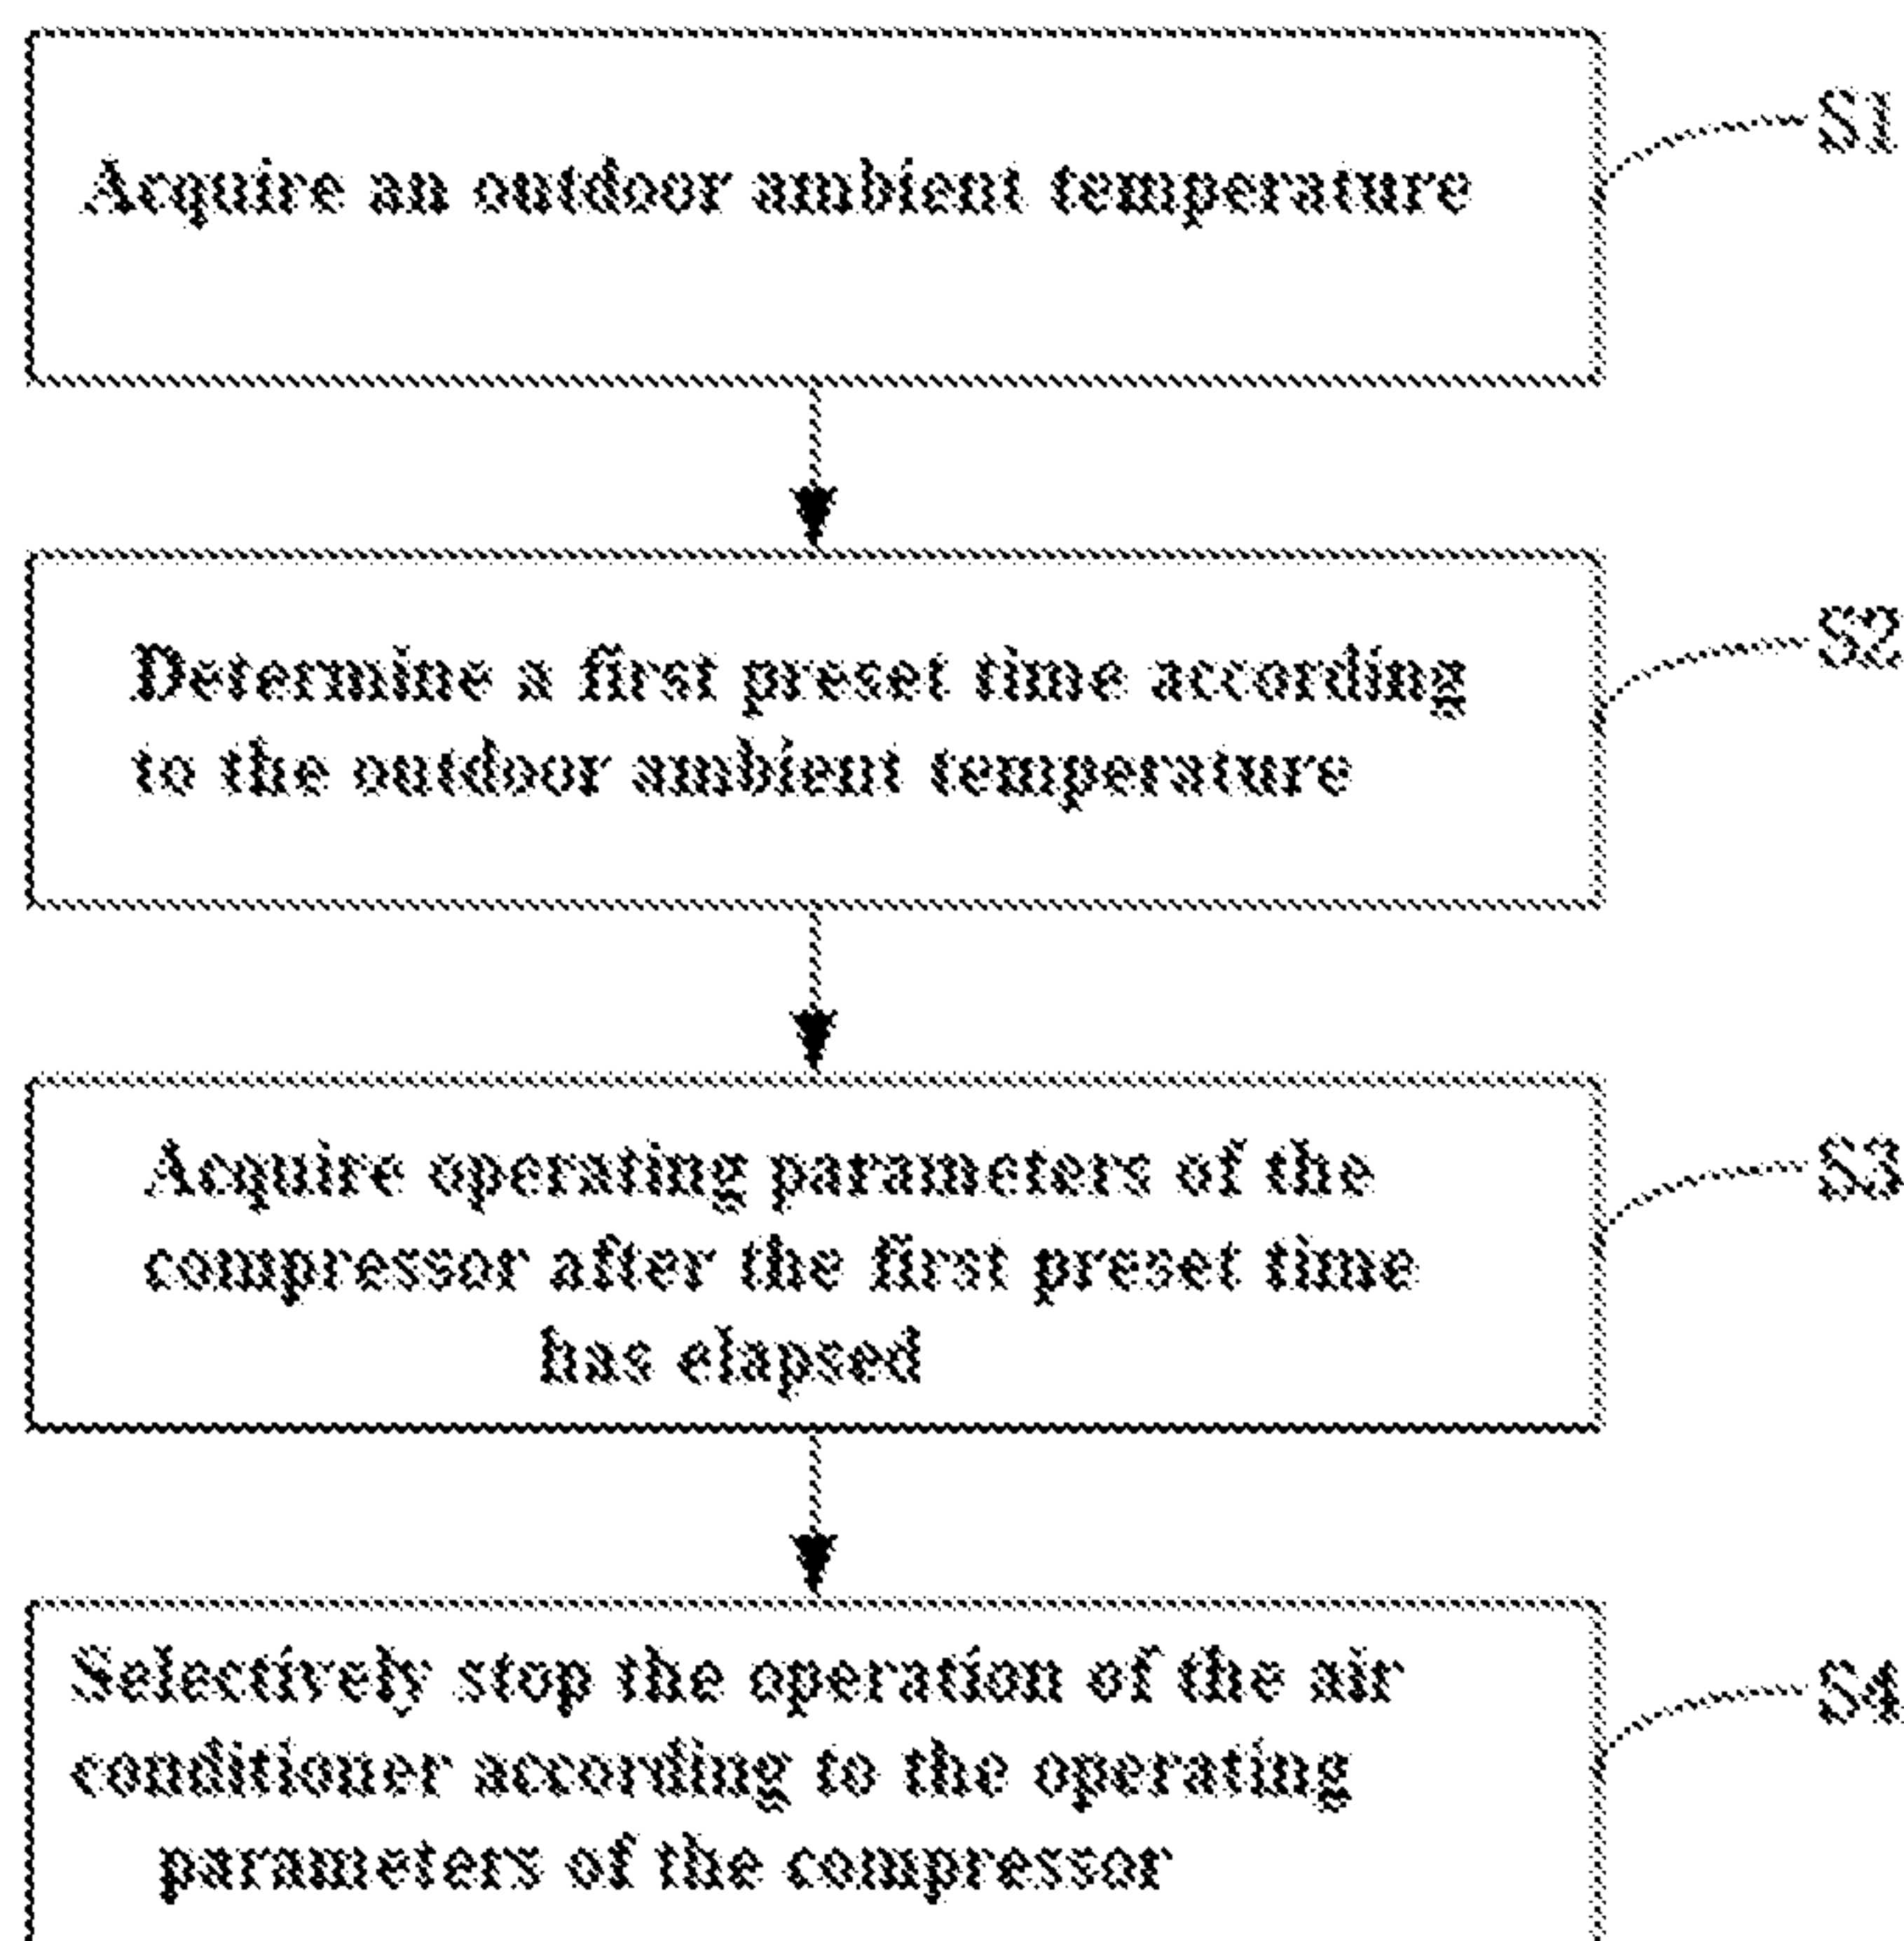 Acquire an outdoor ambient temperature
S1
Determine a first preset time according
to the outdoor ambient temperature
S2
Acquire operating parameters of the
compressor after the first preset time
has elapsed
S3
Selectively stop the operation of the air
conditioner according to the operating
parameters of the compressor
S4